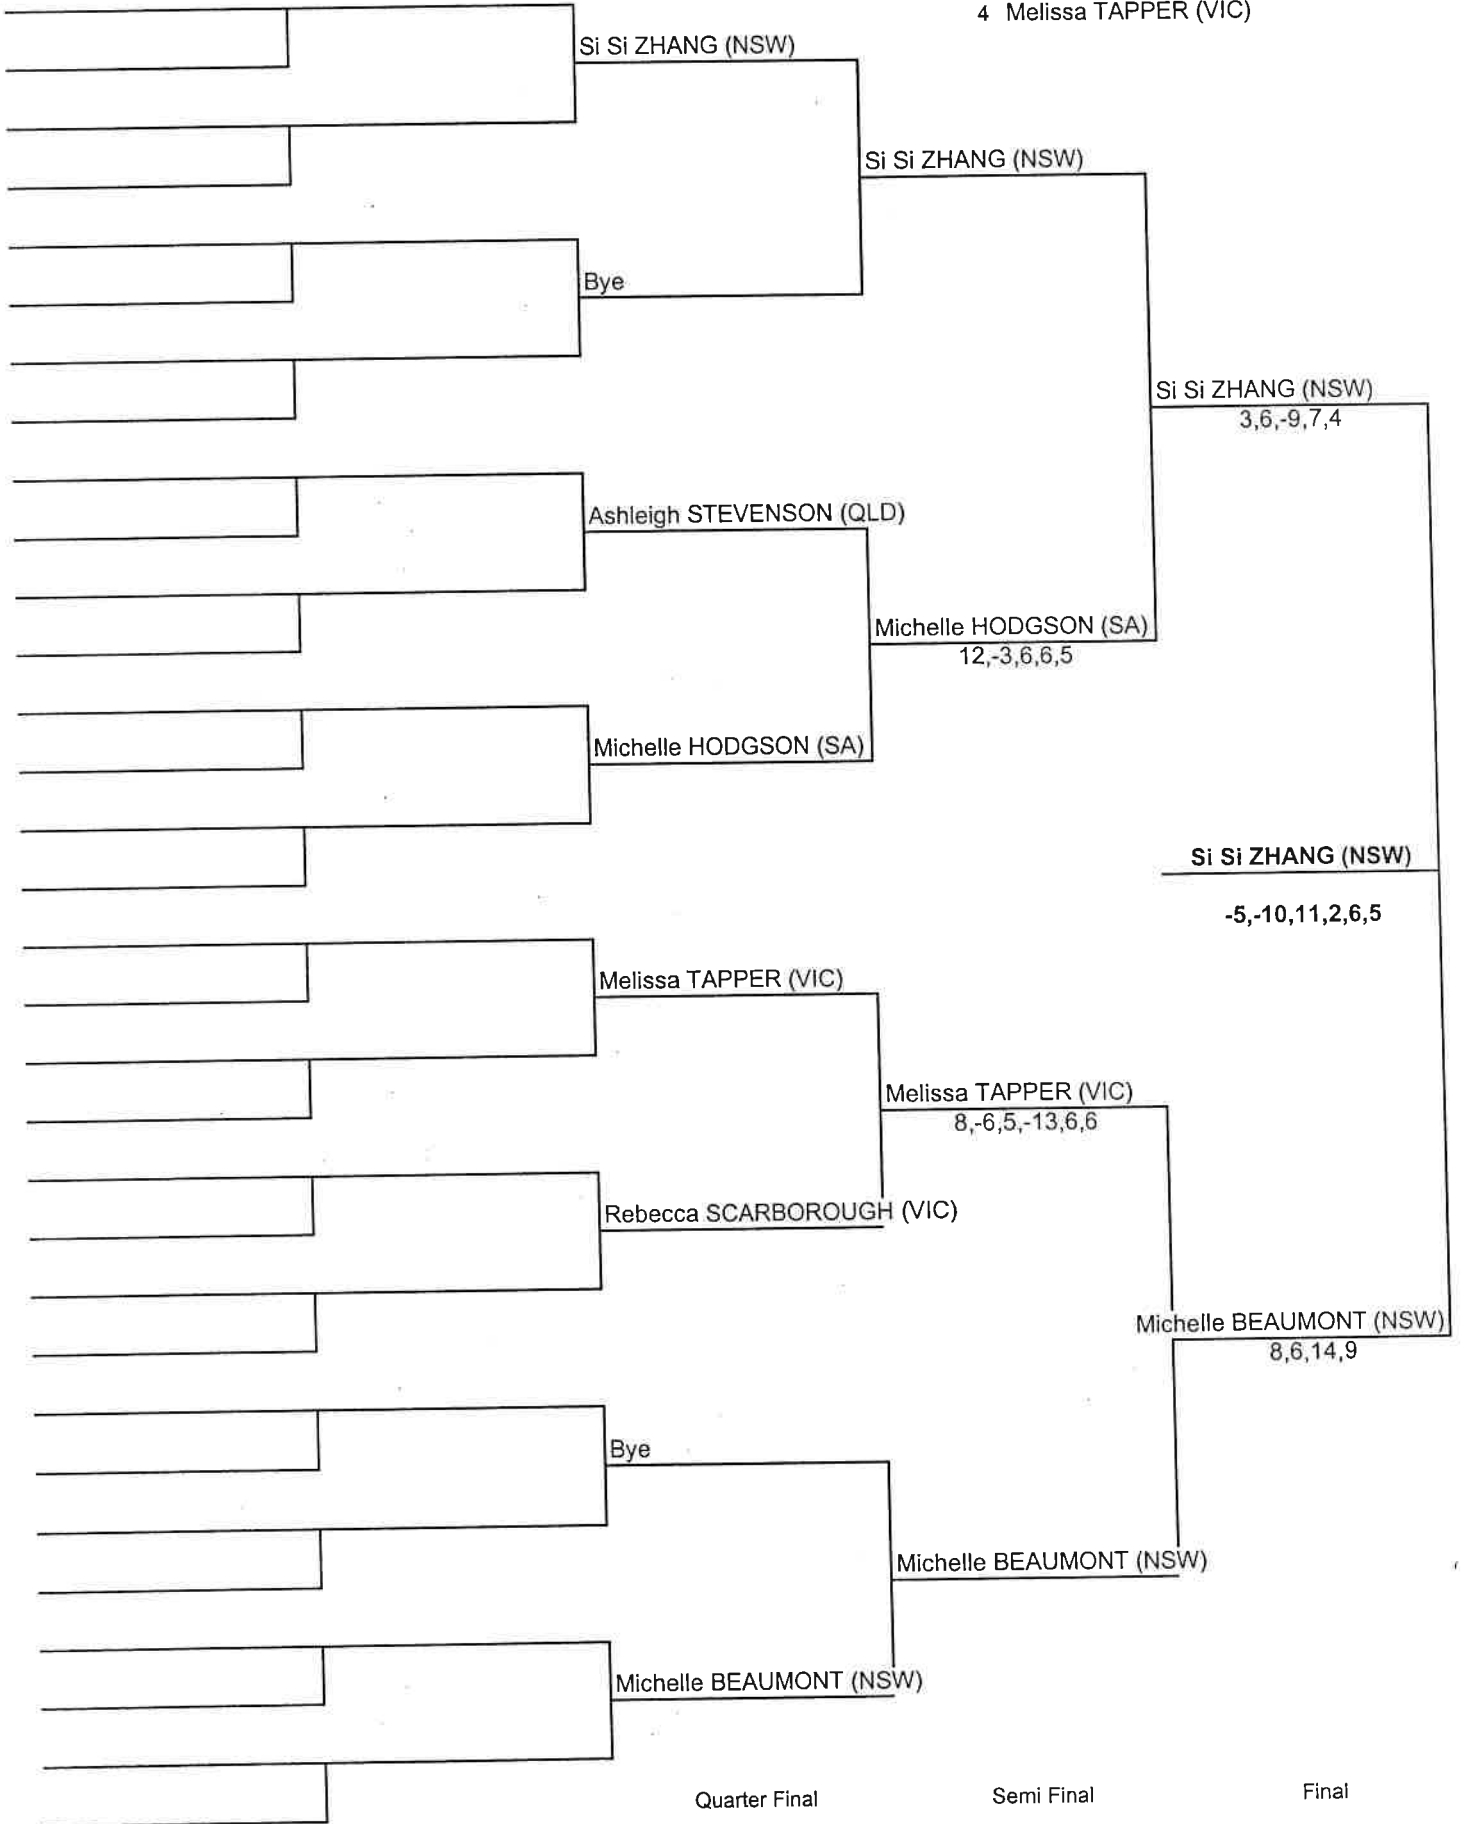 4 Melissa TAPPER (VIC)
Si Si ZHANG (NSW)
Si Si ZHANG (NSW)
Bye
Si Si ZHANG (NSW)
3,6,-9,7,4
Ashleigh STEVENSON (QLD)
Michelle HODGSON (SA)
12,-3,6,6,5
Michelle HODGSON (SA)
Si Si ZHANG (NSW)
-5,-10,11,2,6,5
Melissa TAPPER (VIC)
Melissa TAPPER (VIC)
8,-6,5,-13,6,6
Rebecca SCARBOROUGH (VIC)
Michelle BEAUMONT (NSW)
8,6,14,9
Bye
Michelle BEAUMONT (NSW)
Michelle BEAUMONT (NSW)
Quarter Final Semi Final Final